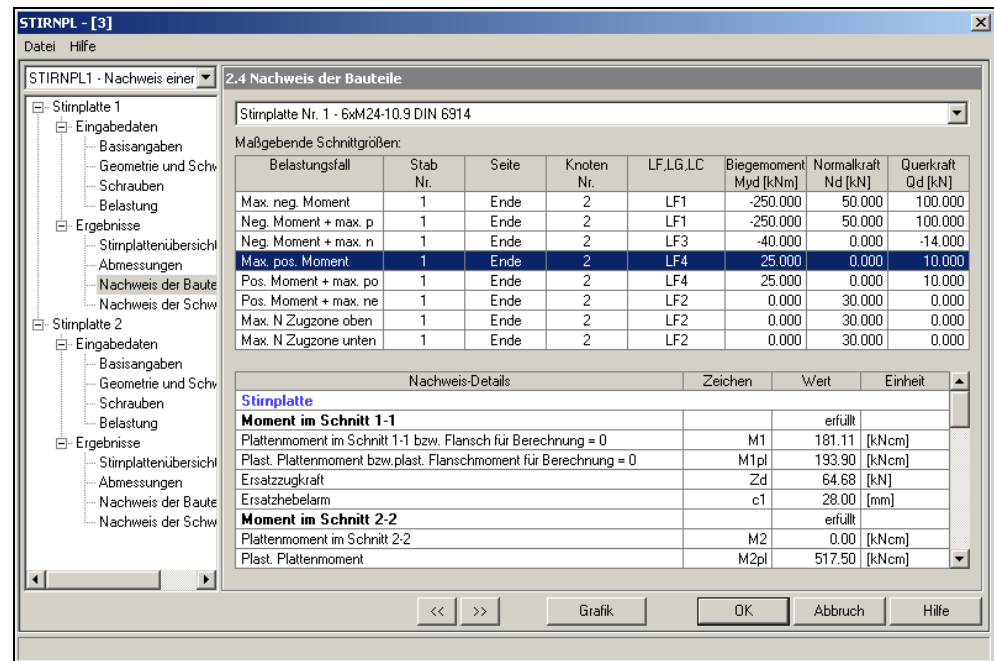 STIRNPL - [3]
Datei Hilfe
STIRNPL1 - Nachweis einer
Stirnplatte 1
Eingabedaten
Basisangaben
Geometrie und Schw
Schrauben
Belastung
Ergebnisse
Stirnplattenübersicht
Abmessungen
Nachweis der Baute
Nachweis der Schw
Stirnplatte 2
Eingabedaten
Basisangaben
Geometrie und Schw
Schrauben
Belastung
Ergebnisse
Stirnplattenübersicht
Abmessungen
Nachweis der Baute
Nachweis der Schw
2.4 Nachweis der Bauteile
Stirnplatte Nr. 1 - 6xM24-10.9 DIN 6914
Maßgebende Schnittgrößen:
Belastungsfall Stab Nr. Seite Knoten Nr. LF,LG,LC Biegemoment Myd [kNm] Normalkraft Nd [kN] Querkraft Qd [kN]
Max. neg. Moment 1 Ende 2 LF1 -250.000 50.000 100.000
Neg. Moment + max. p 1 Ende 2 LF1 -250.000 50.000 100.000
Neg. Moment + max. n 1 Ende 2 LF3 -40.000 0.000 -14.000
Max. pos. Moment 1 Ende 2 LF4 25.000 0.000 10.000
Pos. Moment + max. po 1 Ende 2 LF4 25.000 0.000 10.000
Pos. Moment + max. ne 1 Ende 2 LF2 0.000 30.000 0.000
Max. N Zugzone oben 1 Ende 2 LF2 0.000 30.000 0.000
Max. N Zugzone unten 1 Ende 2 LF2 0.000 30.000 0.000
Nachweis-Details Zeichen Wert Einheit
Stirnplatte
Moment im Schnitt 1-1 erfüllt
Plattenmoment im Schnitt 1-1 bzw. Flansch für Berechnung = 0 M1 181.11 [kNcm]
Plast. Plattenmoment bzw.plast. Flanschmoment für Berechnung = 0 M1pl 193.90 [kNcm]
Ersatzzugkraft Zd 64.68 [kN]
Ersatzhebelarm c1 28.00 [mm]
Moment im Schnitt 2-2 erfüllt
Plattenmoment im Schnitt 2-2 M2 0.00 [kNcm]
Plast. Plattenmoment M2pl 517.50 [kNcm]
<< >> Grafik OK Abbruch Hilfe